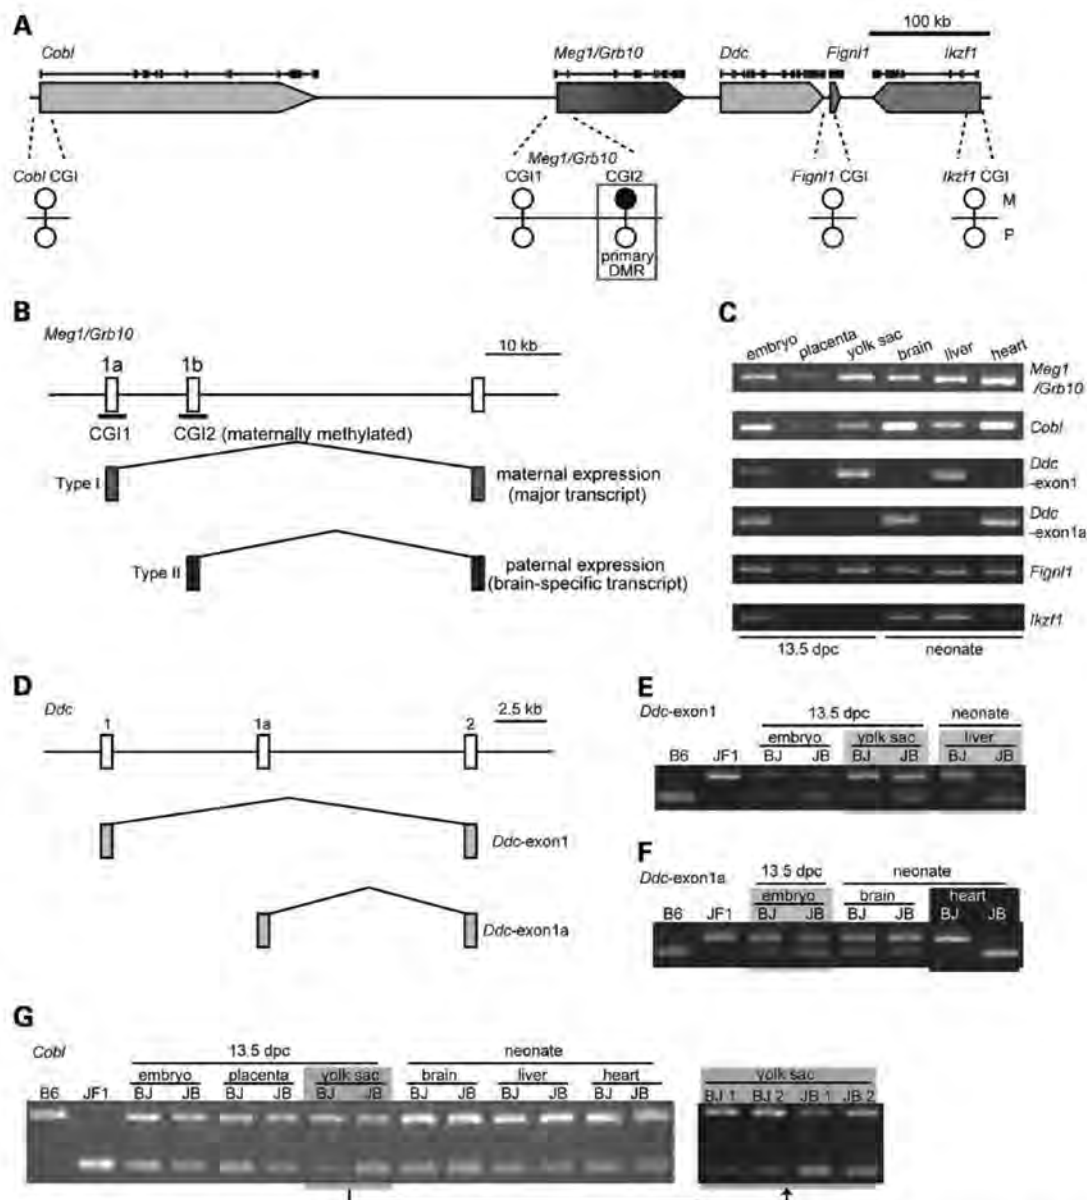 A
100 kb
Cobl
Meg1/Grb10
Ddc
Fignl1
Ikzf1
Meg1/Grb10
Cobl CGI
CGI1
CGI2
Fignl1 CGI
Ikzf1 CGI
M
P
primary
DMR
B
Meg1/Grb10
10 kb
1a
1b
CGI1
CGI2 (maternally methylated)
Type I
maternal expression
(major transcript)
Type II
paternal expression
(brain-specific transcript)
C
embryo placenta yolk sac brain liver heart
Meg1
/Grb10
Cobl
Ddc
-exon1
Ddc
-exon1a
Fignl1
Ikzf1
13.5 dpc
neonate
D
Ddc
2.5 kb
1
1a
2
Ddc-exon1
Ddc-exon1a
E
Ddc-exon1
13.5 dpc
neonate
embryo
yolk sac
liver
B6 JF1 BJ JB BJ JB BJ JB
F
Ddc-exon1a
13.5 dpc
neonate
embryo
brain
heart
B6 JF1 BJ JB BJ JB BJ JB
G
Cobl
13.5 dpc
neonate
embryo placenta yolk sac brain liver heart
B6 JF1 BJ JB BJ JB BJ JB BJ JB BJ JB BJ JB
yolk sac
BJ 1 BJ 2 JB 1 JB 2